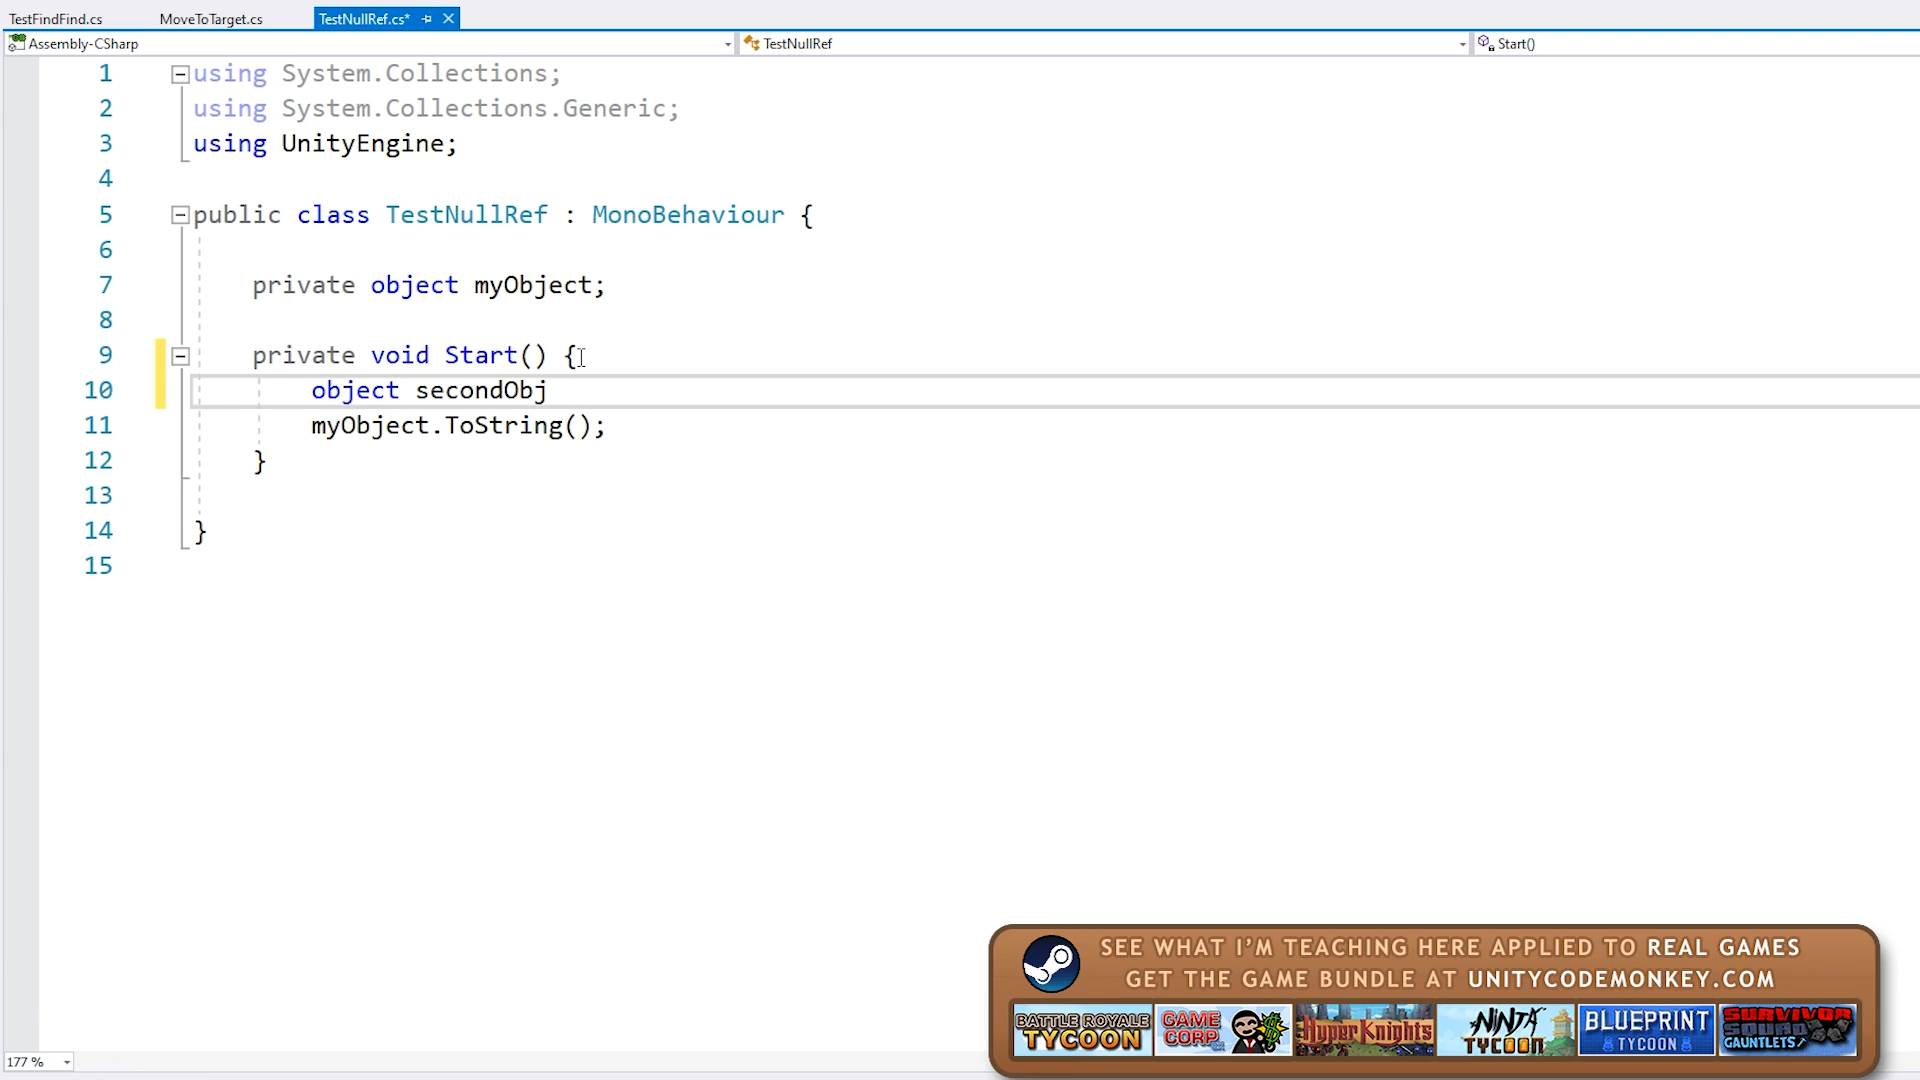 TestFindFind.cs MoveToTarget.cs TestNullRef.cs*
Assembly-CSharp TestNullRef Start()
1 using System.Collections;
2 using System.Collections.Generic;
3 using UnityEngine;
4
5 public class TestNullRef : MonoBehaviour {
6
7 private object myObject;
8
9 private void Start() {
10 object secondObj
11 myObject.ToString();
12 }
13
14 }
15
SEE WHAT I'M TEACHING HERE APPLIED TO REAL GAMES
GET THE GAME BUNDLE AT UNITYCODEMONKEY.COM
BATTLE ROYALE TYCOON GAME CORP HYPER KNIGHTS NINJA TYCOON BLUEPRINT TYCOON SURVIVOR SQUAD GAUNTLETS
177 %